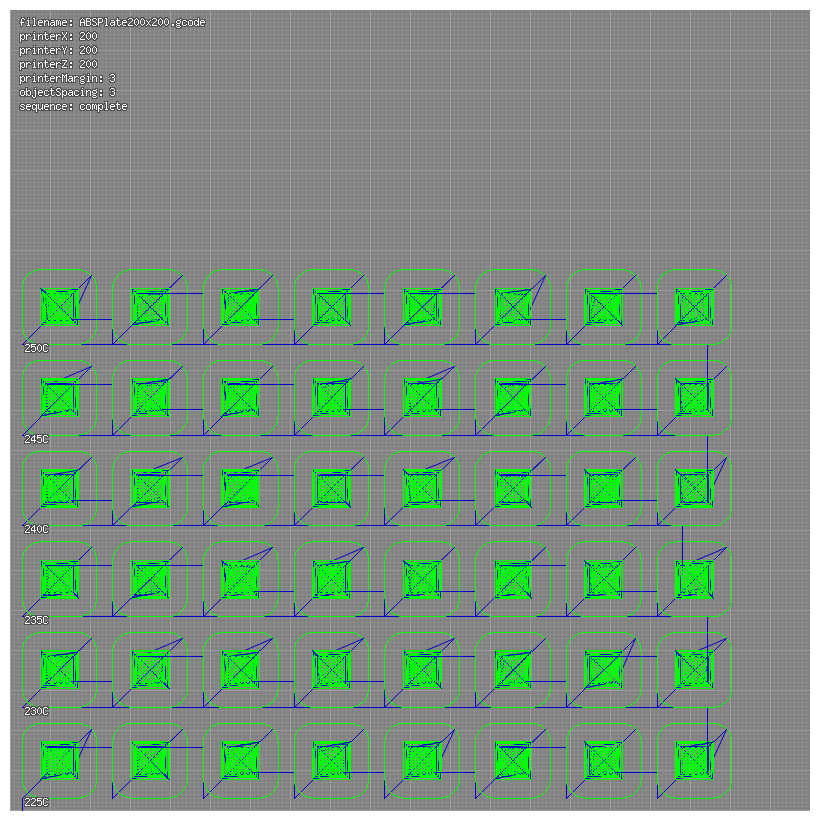 filename: ABSPlate200x200.gcode
printerX: 200
printerY: 200
printerZ: 200
printerMargin: 3
objectSpacing: 3
sequence: complete
250C
245C
240C
235C
230C
225C